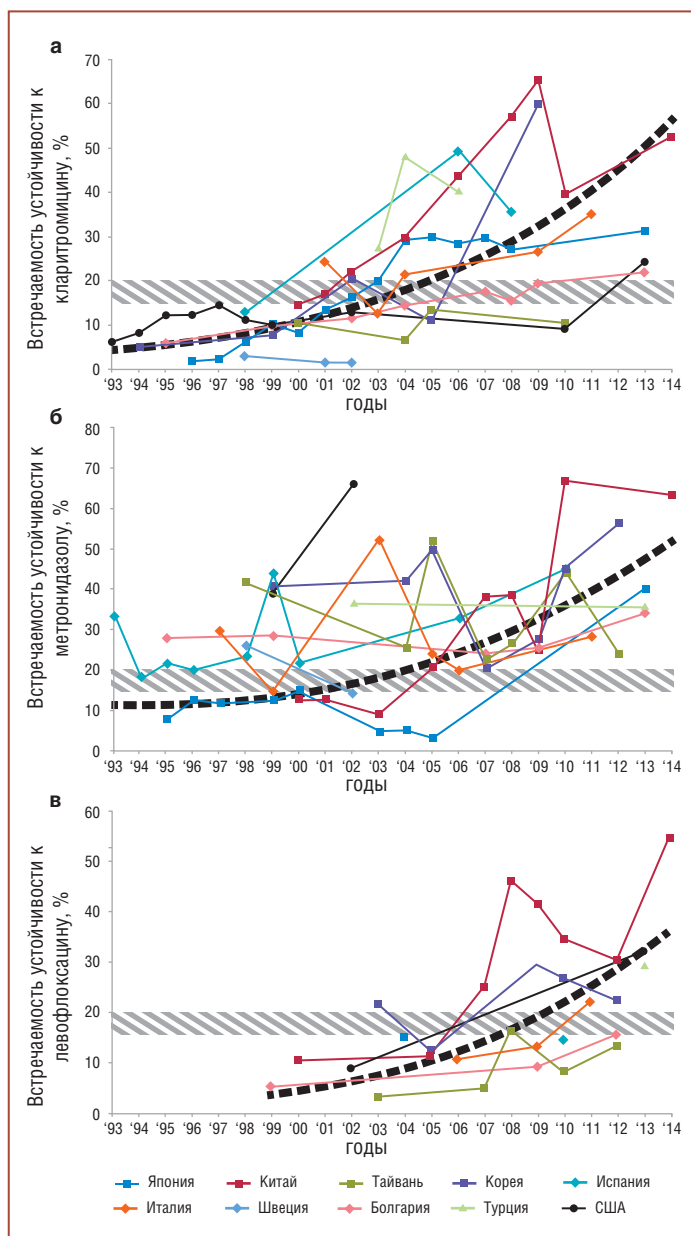 а
Встречаемость устойчивости к
кларитромицину, %
70
60
50
40
30
20
10
0
‘93 ‘94 ‘95 ‘96 ‘97 ‘98 ‘99 ‘00 ‘01 ‘02 ‘03 ‘04 ‘05 ‘06 ‘07 ‘08 ‘09 ‘10 ‘11 ‘12 ‘13 ‘14
годы
б
Встречаемость устойчивости к
метронидазолу, %
80
70
60
50
40
30
20
10
0
‘93 ‘94 ‘95 ‘96 ‘97 ‘98 ‘99 ‘00 ‘01 ‘02 ‘03 ‘04 ‘05 ‘06 ‘07 ‘08 ‘09 ‘10 ‘11 ‘12 ‘13 ‘14
годы
в
Встречаемость устойчивости к
левофлоксацину, %
60
50
40
30
20
10
0
‘93 ‘94 ‘95 ‘96 ‘97 ‘98 ‘99 ‘00 ‘01 ‘02 ‘03 ‘04 ‘05 ‘06 ‘07 ‘08 ‘09 ‘10 ‘11 ‘12 ‘13 ‘14
годы
Япония Китай Тайвань Корея Испания
Италия Швеция Болгария Турция США